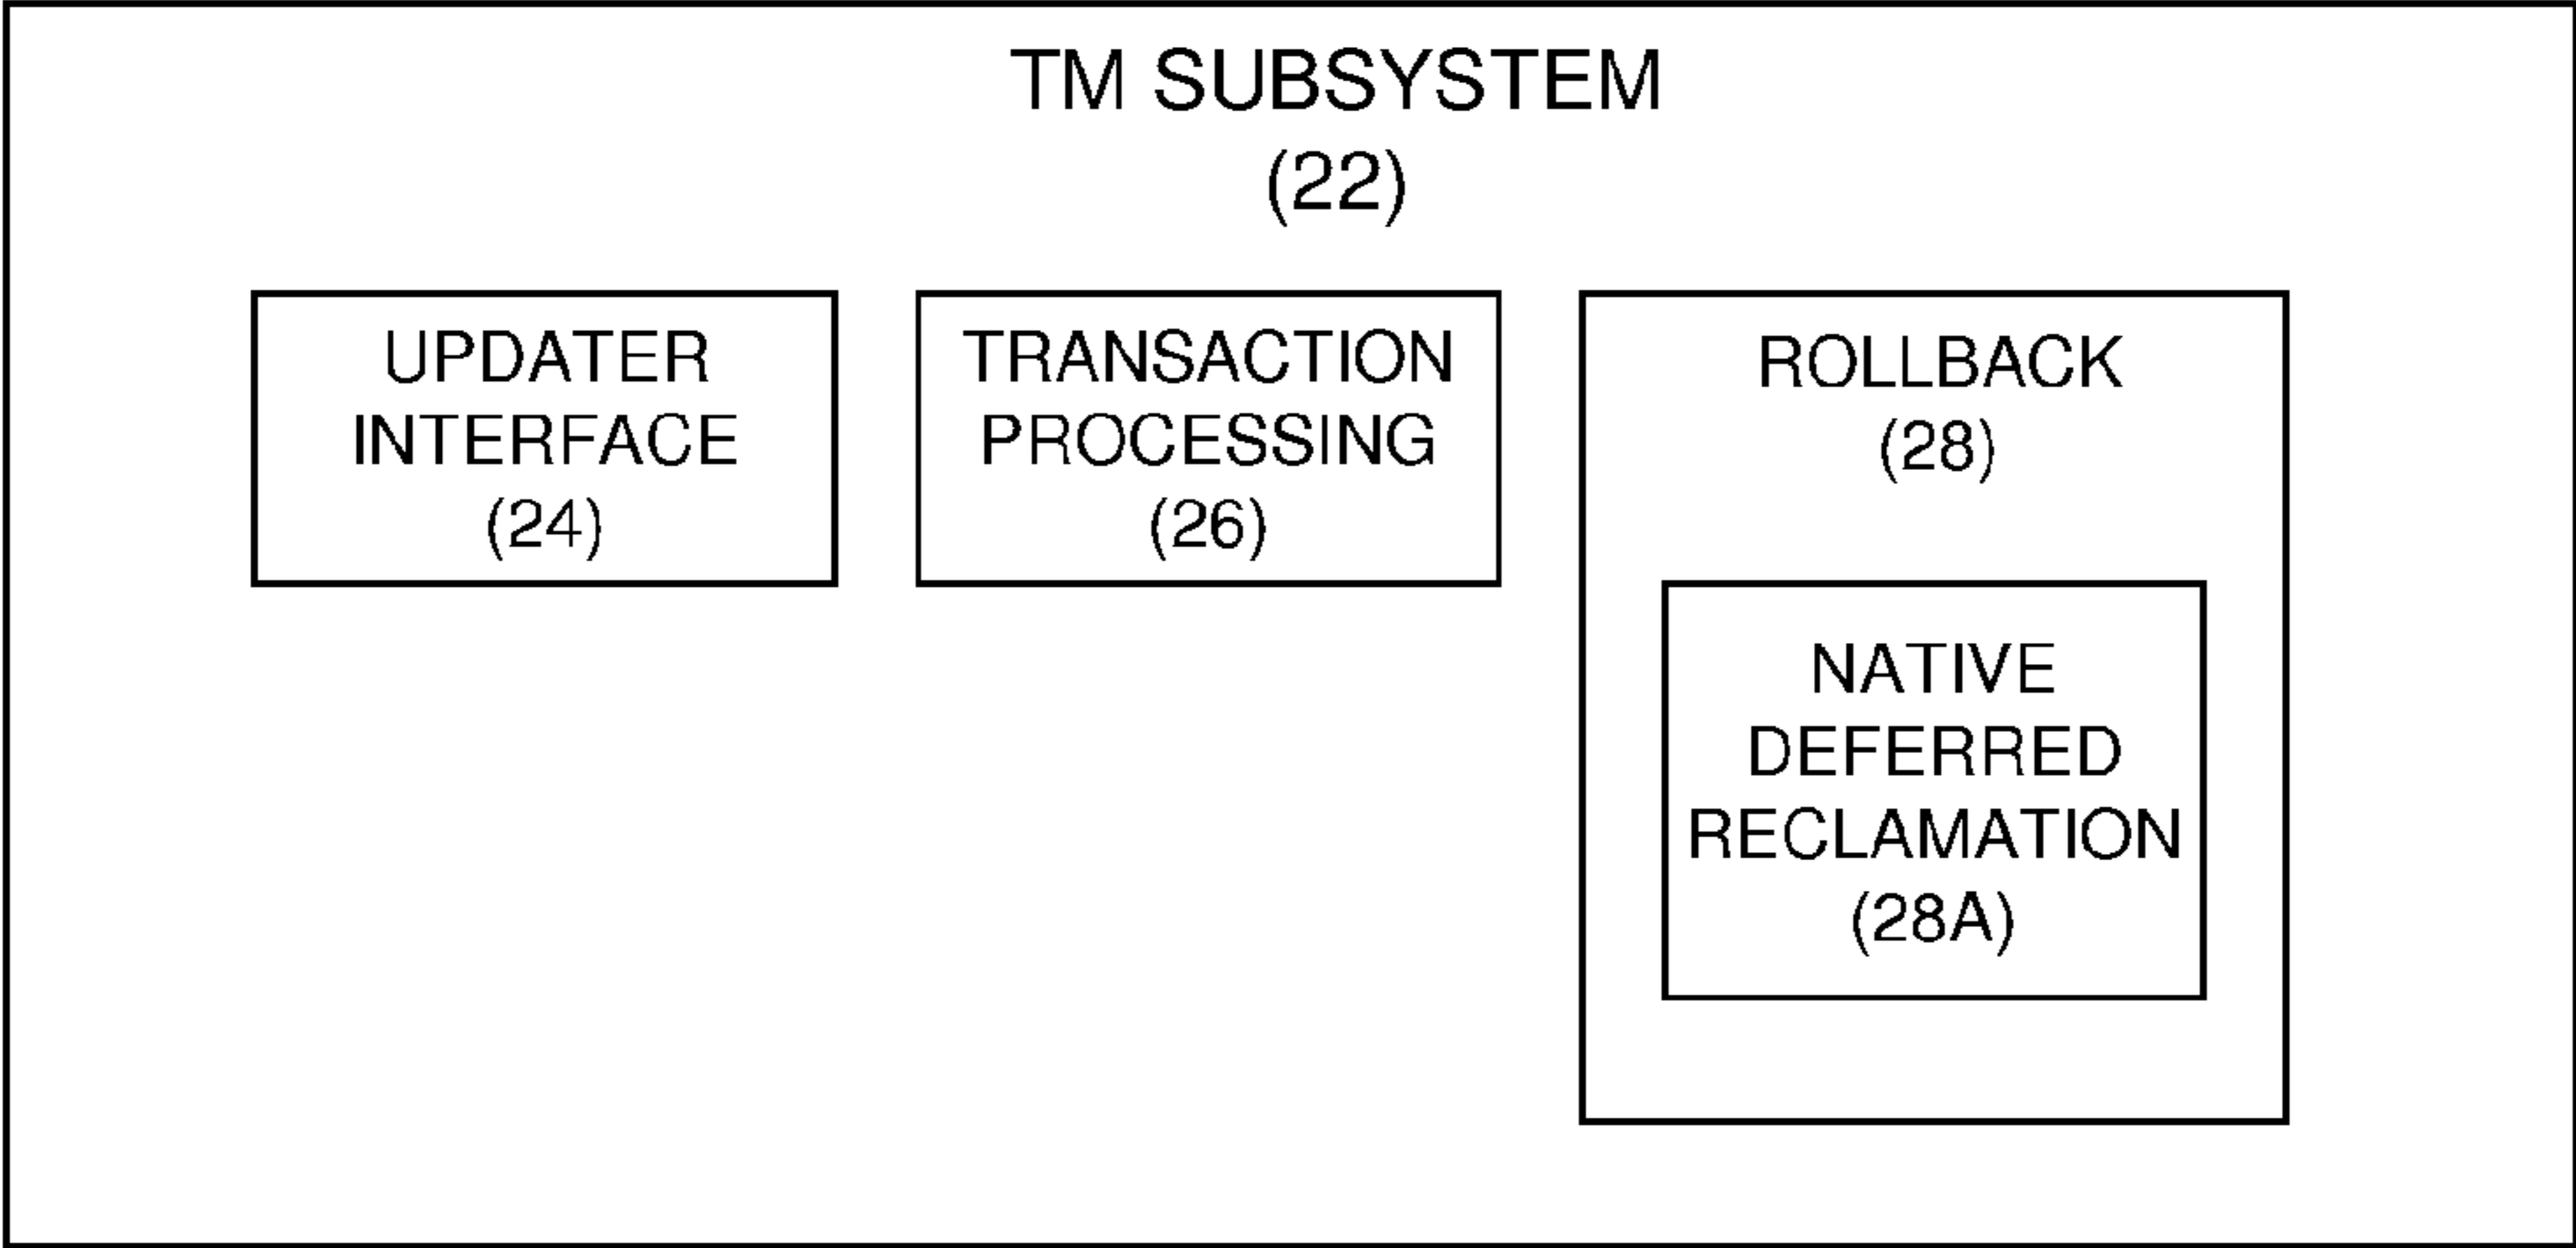 TM SUBSYSTEM
(22)
UPDATER
INTERFACE
(24)
TRANSACTION
PROCESSING
(26)
ROLLBACK
(28)
NATIVE
DEFERRED
RECLAMATION
(28A)